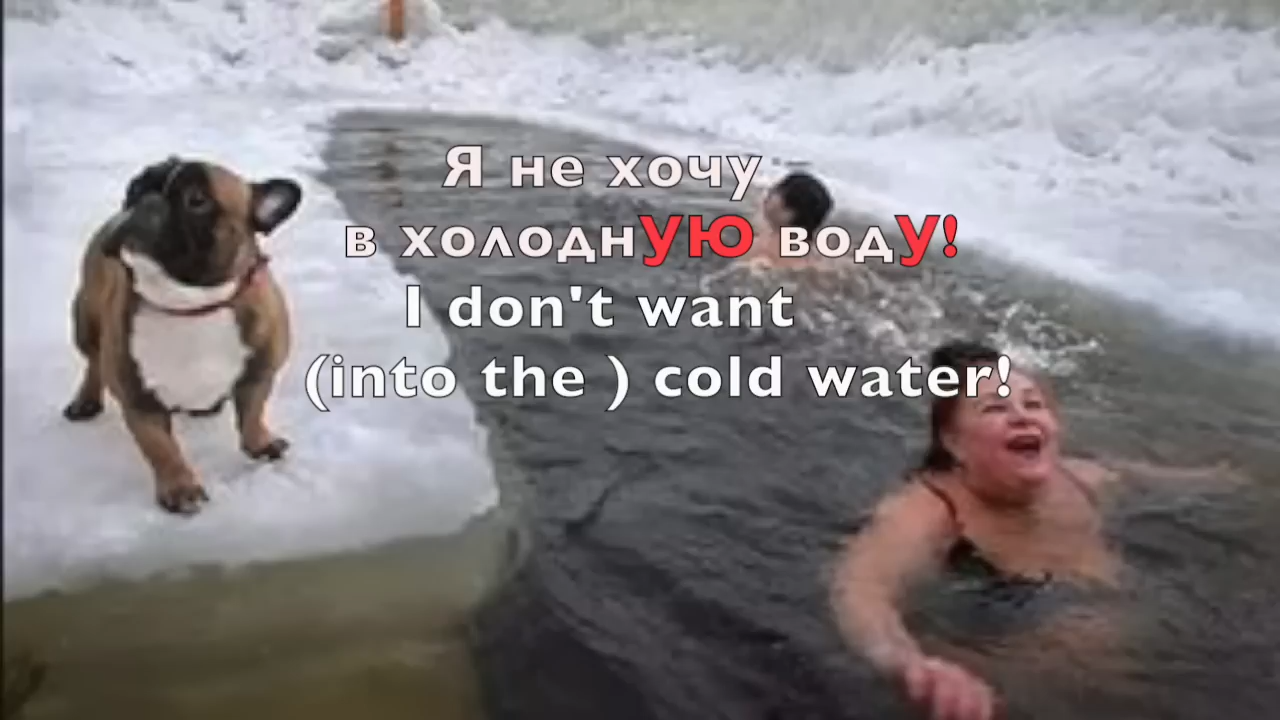 Я не хочу
в холоднУЮ водУ!
I don't want
(into the ) cold water!